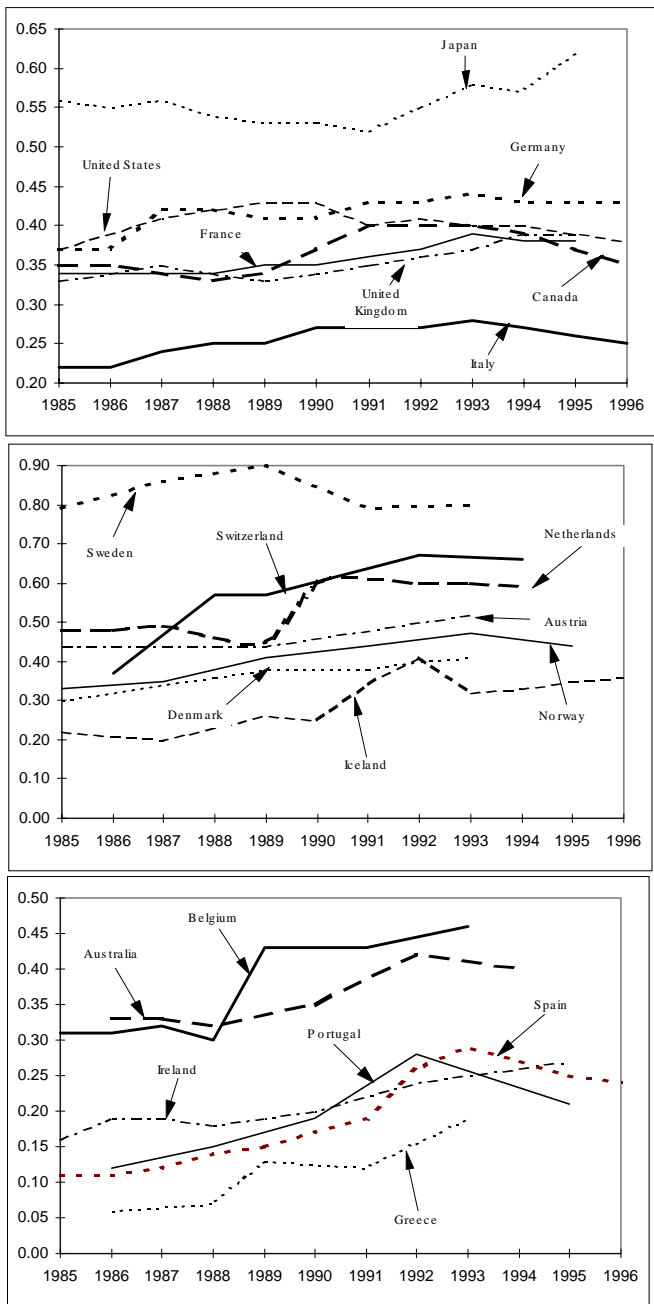 0.65
Japan
0.60
0.55
0.50
United States
Germany
0.45
0.40
France
0.35
United
Kingdom
Canada
0.30
0.25
Italy
0.20
1985 1986 1987 1988 1989 1990 1991 1992 1993 1994 1995 1996
0.90
0.80
Sweden
Switzerland
Netherlands
0.70
0.60
Austria
0.50
0.40
0.30
Denmark
Norway
0.20
Iceland
0.10
0.00
1985 1986 1987 1988 1989 1990 1991 1992 1993 1994 1995 1996
0.50
Belgium
0.45
Australia
0.40
0.35
Spain
Portugal
0.30
Ireland
0.25
0.20
0.15
0.10
0.05
Greece
0.00
1985 1986 1987 1988 1989 1990 1991 1992 1993 1994 1995 1996